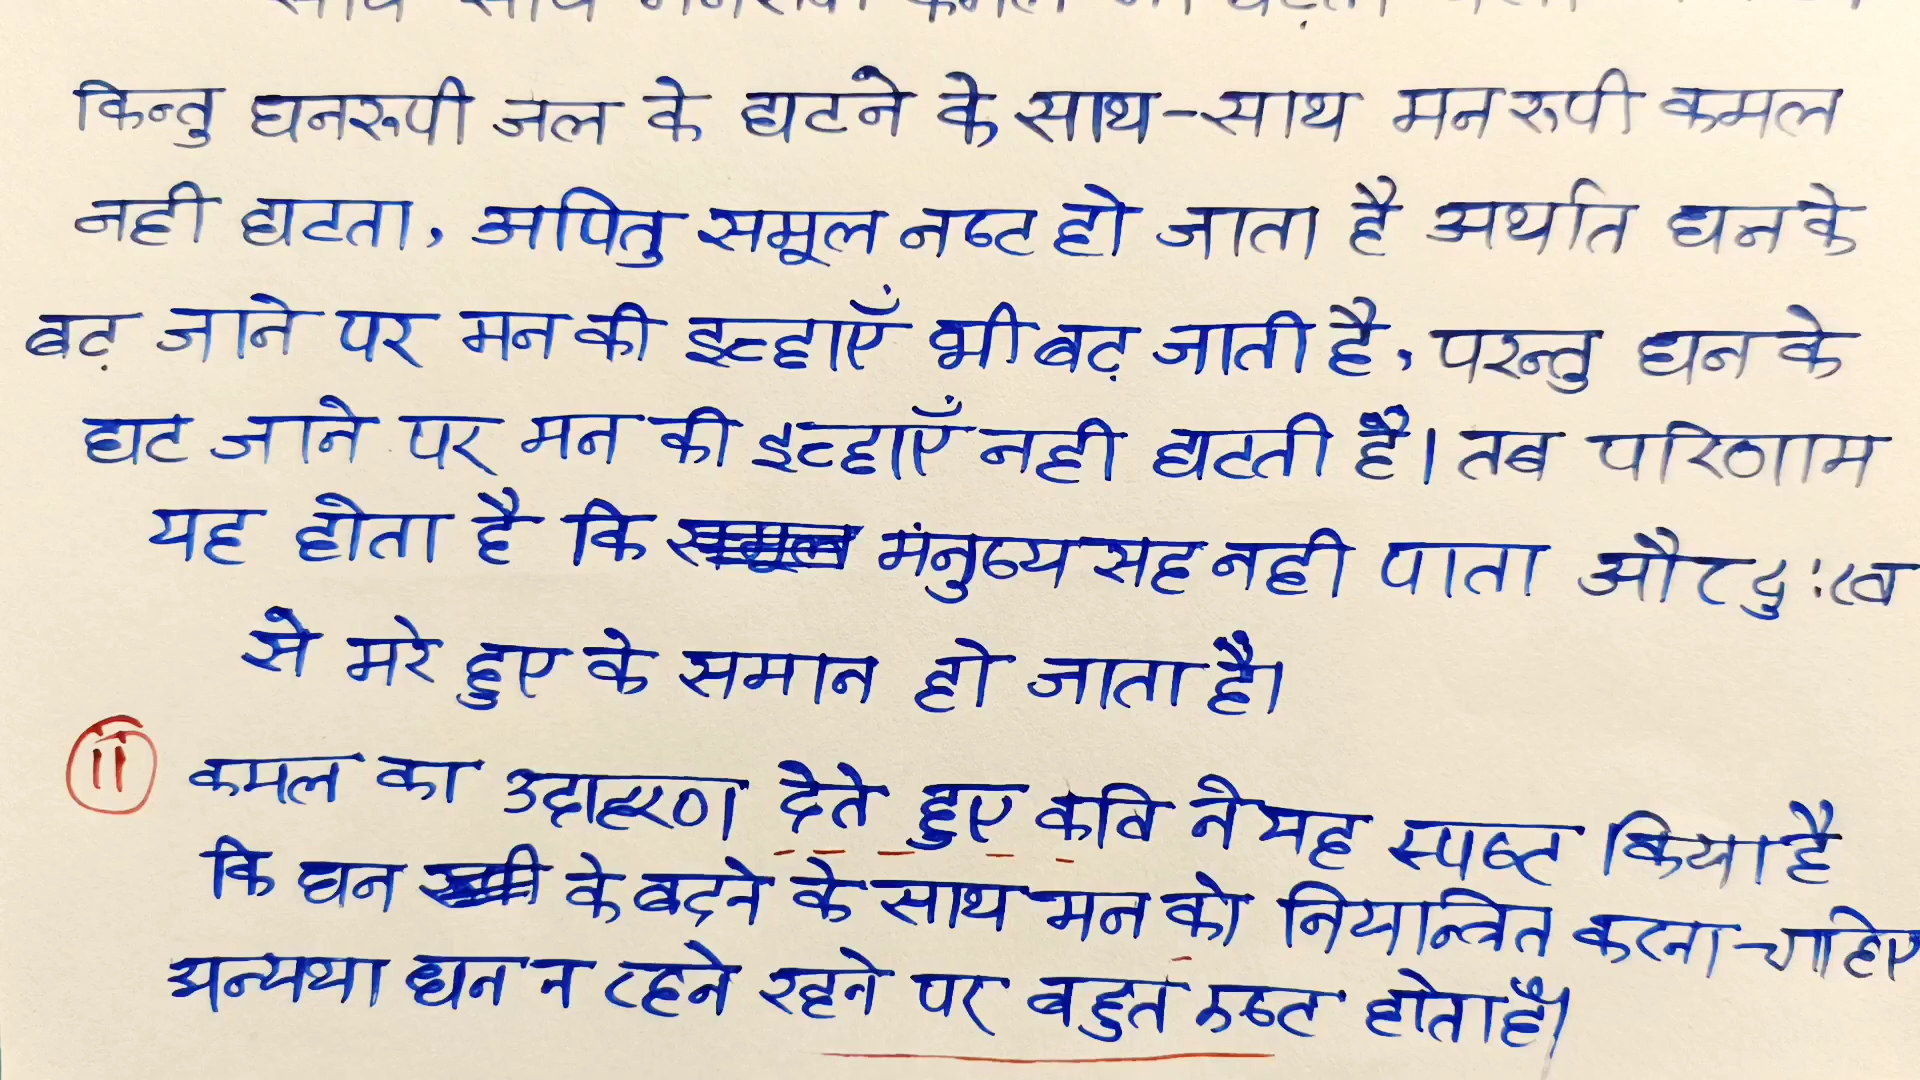 किन्तु धनरूपी जल के घटने के साथ-साथ मनरूपी कमल
नही घटता, अपितु समूल नष्ट हो जाता है अर्थात धन के
बढ़ जाने पर मन की इच्छाएँ भी बढ़ जाती है, परन्तु धन के
घट जाने पर मन की इच्छाएँ नही घटती है। तब परिणाम
यह होता है कि मंनुष्य सह नही पाता और दुःख
से मरे हुए के समान हो जाता है।
ii कमल का उदाहरण देते हुए कवि ने यह स्पष्ट किया है
कि धन के बढ़ने के साथ मन को नियन्त्रित करना चाहिए
अन्यथा धन न रहने रहने पर बहुत कष्ट होता है।